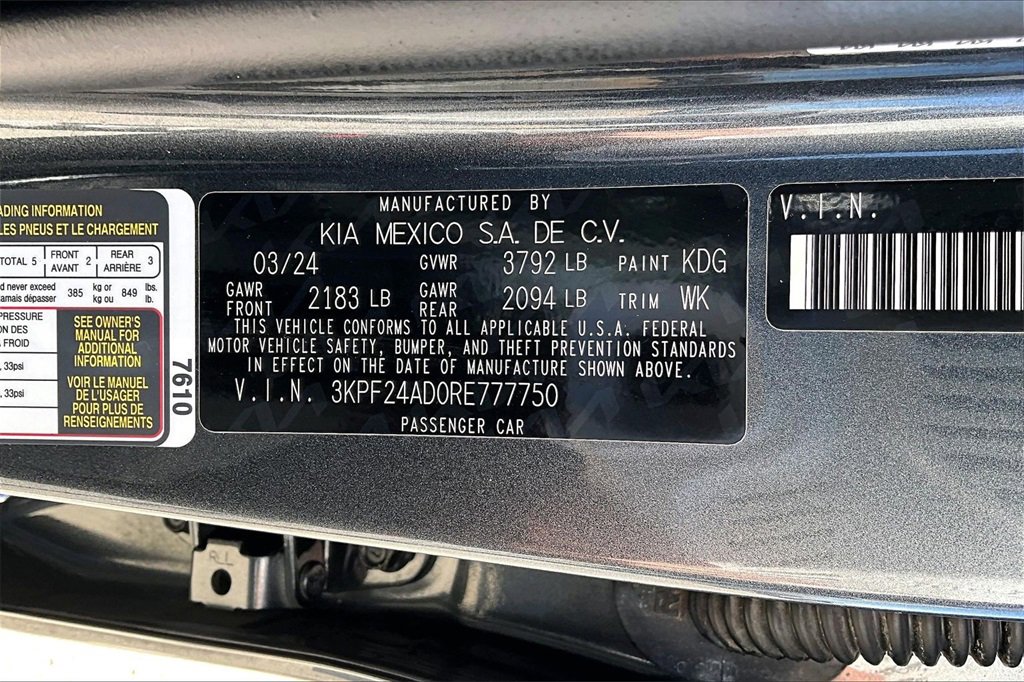 ADING INFORMATION
LES PNEUS ET LE CHARGEMENT
TOTAL 5 FRONT AVANT 2 REAR ARRIÈRE 3
d never exceed
amais dépasser 385 kg or kg ou 849 lbs. lb.
PRESSURE
ION DES
A FROID
, 33psi
, 33psi
SEE OWNER'S
MANUAL FOR
ADDITIONAL
INFORMATION
VOIR LE MANUEL
DE L'USAGER
POUR PLUS DE
RENSEIGNEMENTS
7610
MANUFACTURED BY
KIA MEXICO S.A. DE C.V.
03/24 GVWR 3792 LB PAINT KDG
GAWR FRONT 2183 LB GAWR REAR 2094 LB TRIM WK
THIS VEHICLE CONFORMS TO ALL APPLICABLE U.S.A. FEDERAL
MOTOR VEHICLE SAFETY, BUMPER, AND THEFT PREVENTION STANDARDS
IN EFFECT ON THE DATE OF MANUFACTURE SHOWN ABOVE.
V.I.N. 3KPF24AD0RE777750
PASSENGER CAR
V.I.N.
RLL